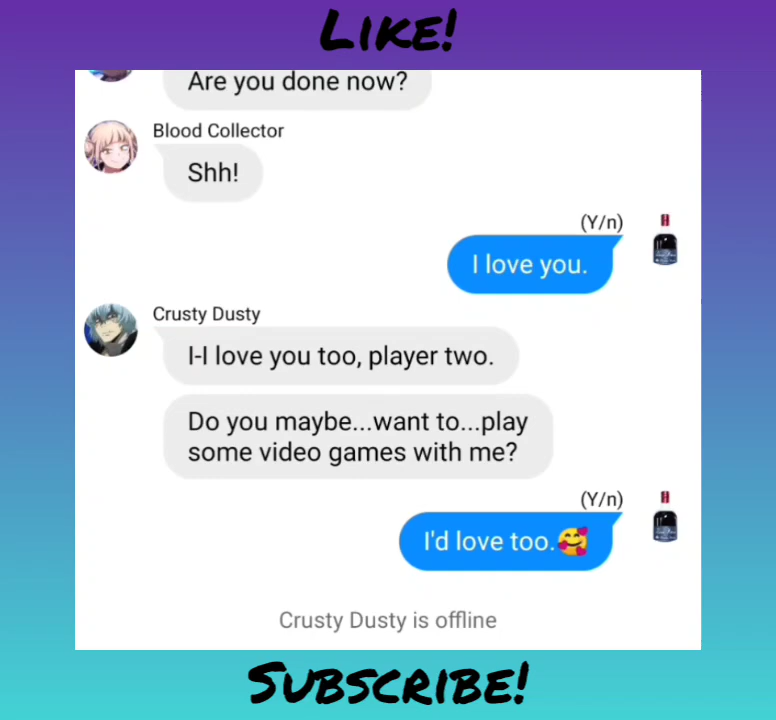 LIKE!
Are you done now?
Blood Collector
Shh!
(Y/n)
I love you.
Crusty Dusty
I-I love you too, player two.
Do you maybe...want to...play
some video games with me?
(Y/n)
I'd love too.🥰
Crusty Dusty is offline
SUBSCRIBE!